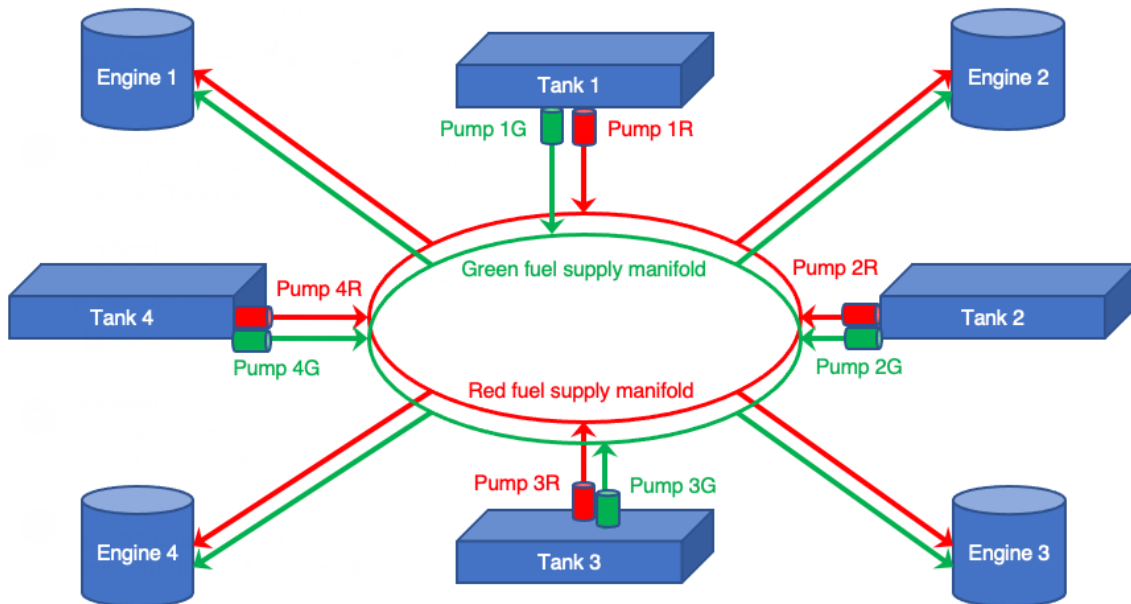 Engine 1
Tank 1
Engine 2
Pump 1G
Pump 1R
Green fuel supply manifold
Pump 4R
Pump 2R
Tank 4
Tank 2
Pump 4G
Pump 2G
Red fuel supply manifold
Pump 3R
Pump 3G
Engine 4
Tank 3
Engine 3